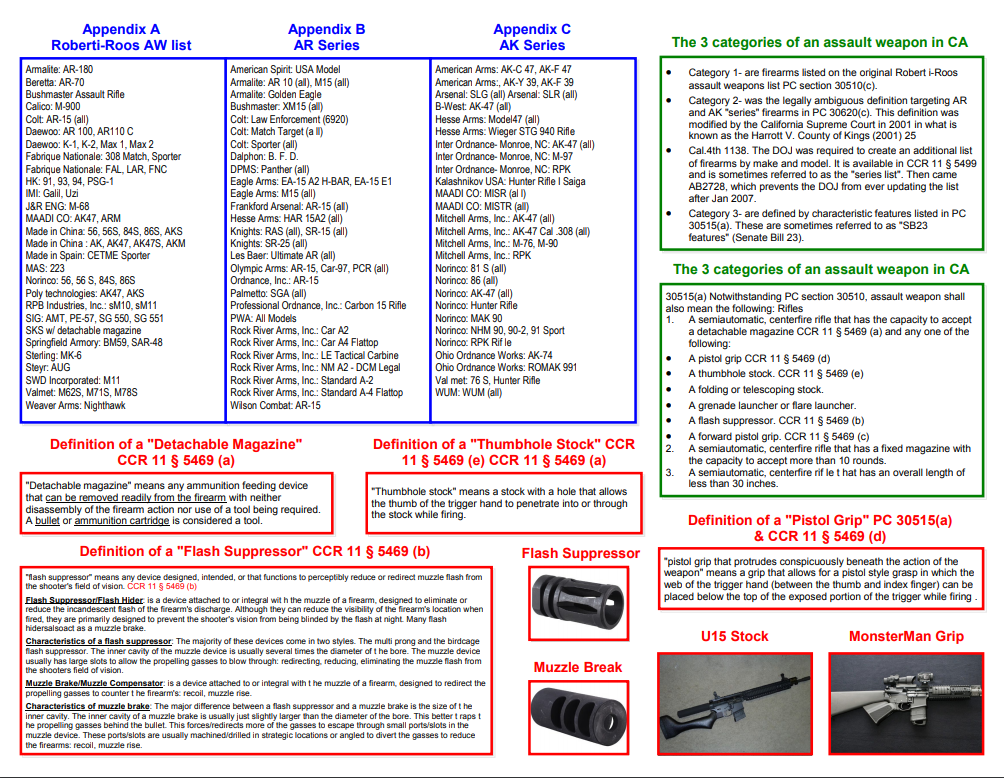 Appendix A
Roberti-Roos AW list
Armalite: AR-180
Beretta: AR-70
Bushmaster Assault Rifle
Calico: M-900
Colt: AR-15 (all)
Daewoo: AR 100, AR110 C
Daewoo: K-1, K-2, Max 1, Max 2
Fabrique Nationale: 308 Match, Sporter
Fabrique Nationale: FAL, LAR, FNC
HK: 91, 93, 94, PSG-1
IMI: Galil, Uzi
J&R ENG: M-68
MAADI CO: AK47, ARM
Made in China: 56, 56S, 84S, 86S, AKS
Made in China : AK, AK47, AK47S, AKM
Made in Spain: CETME Sporter
MAS: 223
Norinco: 56, 56 S, 84S, 86S
Poly technologies: AK47, AKS
RPB Industries, Inc.: sM10, sM11
SIG: AMT, PE-57, SG 550, SG 551
SKS w/ detachable magazine
Springfield Armory: BM59, SAR-48
Sterling: MK-6
Steyr: AUG
SWD Incorporated: M11
Valmet: M62S, M71S, M78S
Weaver Arms: Nighthawk
Appendix B
AR Series
American Spirit: USA Model
Armalite: AR 10 (all), M15 (all)
Armalite: Golden Eagle
Bushmaster: XM15 (all)
Colt: Law Enforcement (6920)
Colt: Match Target (a ll)
Colt: Sporter (all)
Dalphon: B. F. D.
DPMS: Panther (all)
Eagle Arms: EA-15 A2 H-BAR, EA-15 E1
Eagle Arms: M15 (all)
Frankford Arsenal: AR-15 (all)
Hesse Arms: HAR 15A2 (all)
Knights: RAS (all), SR-15 (all)
Knights: SR-25 (all)
Les Baer: Ultimate AR (all)
Olympic Arms: AR-15, Car-97, PCR (all)
Ordnance, Inc.: AR-15
Palmetto: SGA (all)
Professional Ordnance, Inc.: Carbon 15 Rifle
PWA: All Models
Rock River Arms, Inc.: Car A2
Rock River Arms, Inc.: Car A4 Flattop
Rock River Arms, Inc.: LE Tactical Carbine
Rock River Arms, Inc.: NM A2 - DCM Legal
Rock River Arms, Inc.: Standard A-2
Rock River Arms, Inc.: Standard A-4 Flattop
Wilson Combat: AR-15
Appendix C
AK Series
American Arms: AK-C 47, AK-F 47
American Arms:, AK-Y 39, AK-F 39
Arsenal: SLG (all) Arsenal: SLR (all)
B-West: AK-47 (all)
Hesse Arms: Model47 (all)
Hesse Arms: Wieger STG 940 Rifle
Inter Ordnance- Monroe, NC: AK-47 (all)
Inter Ordnance- Monroe, NC: M-97
Inter Ordnance- Monroe, NC: RPK
Kalashnikov USA: Hunter Rifle l Saiga
MAADI CO: MISR (al l)
MAADI CO: MISTR (all)
Mitchell Arms, Inc.: AK-47 (all)
Mitchell Arms, Inc.: AK-47 Cal .308 (all)
Mitchell Arms, Inc.: M-76, M-90
Mitchell Arms, Inc.: RPK
Norinco: 81 S (all)
Norinco: 86 (all)
Norinco: AK-47 (all)
Norinco: Hunter Rifle
Norinco: MAK 90
Norinco: NHM 90, 90-2, 91 Sport
Norinco: RPK Rif le
Ohio Ordnance Works: AK-74
Ohio Ordnance Works: ROMAK 991
Val met: 76 S, Hunter Rifle
WUM: WUM (all)
The 3 categories of an assault weapon in CA
• Category 1- are firearms listed on the original Robert i-Roos
assault weapons list PC section 30510(c).
• Category 2- was the legally ambiguous definition targeting AR
and AK "series" firearms in PC 30620(c). This definition was
modified by the California Supreme Court in 2001 in what is
known as the Harrott V. County of Kings (2001) 25
• Cal.4th 1138. The DOJ was required to create an additional list
of firearms by make and model. It is available in CCR 11 § 5499
and is sometimes referred to as the "series list". Then came
AB2728, which prevents the DOJ from ever updating the list
after Jan 2007.
• Category 3- are defined by characteristic features listed in PC
30515(a). These are sometimes referred to as "SB23
features" (Senate Bill 23).
The 3 categories of an assault weapon in CA
30515(a) Notwithstanding PC section 30510, assault weapon shall
also mean the following: Rifles
1. A semiautomatic, centerfire rifle that has the capacity to accept
a detachable magazine CCR 11 § 5469 (a) and any one of the
following:
• A pistol grip CCR 11 § 5469 (d)
• A thumbhole stock. CCR 11 § 5469 (e)
• A folding or telescoping stock.
• A grenade launcher or flare launcher.
• A flash suppressor. CCR 11 § 5469 (b)
• A forward pistol grip. CCR 11 § 5469 (c)
2. A semiautomatic, centerfire rifle that has a fixed magazine with
the capacity to accept more than 10 rounds.
3. A semiautomatic, centerfire rif le t hat has an overall length of
less than 30 inches.
Definition of a "Detachable Magazine"
CCR 11 § 5469 (a)
"Detachable magazine" means any ammunition feeding device
that can be removed readily from the firearm with neither
disassembly of the firearm action nor use of a tool being required.
A bullet or ammunition cartridge is considered a tool.
Definition of a "Thumbhole Stock" CCR
11 § 5469 (e) CCR 11 § 5469 (a)
"Thumbhole stock" means a stock with a hole that allows
the thumb of the trigger hand to penetrate into or through
the stock while firing.
Definition of a "Pistol Grip" PC 30515(a)
& CCR 11 § 5469 (d)
"pistol grip that protrudes conspicuously beneath the action of the
weapon" means a grip that allows for a pistol style grasp in which the
web of the trigger hand (between the thumb and index finger) can be
placed below the top of the exposed portion of the trigger while firing .
Definition of a "Flash Suppressor" CCR 11 § 5469 (b)
"flash suppressor" means any device designed, intended, or that functions to perceptibly reduce or redirect muzzle flash from
the shooter's field of vision. CCR 11 § 5469 (b)
Flash Suppressor/Flash Hider: is a device attached to or integral wit h the muzzle of a firearm, designed to eliminate or
reduce the incandescent flash of the firearm's discharge. Although they can reduce the visibility of the firearm's location when
fired, they are primarily designed to prevent the shooter's vision from being blinded by the flash at night. Many flash
hidersalsoact as a muzzle brake.
Characteristics of a flash suppressor: The majority of these devices come in two styles. The multi prong and the birdcage
flash suppressor. The inner cavity of the muzzle device is usually several times the diameter of t he bore. The muzzle device
usually has large slots to allow the propelling gasses to blow through: redirecting, reducing, eliminating the muzzle flash from
the shooters field of vision.
Muzzle Brake/Muzzle Compensator: is a device attached to or integral with t he muzzle of a firearm, designed to redirect the
propelling gasses to counter t he firearm's: recoil, muzzle rise.
Characteristics of muzzle brake: The major difference between a flash suppressor and a muzzle brake is the size of t he
inner cavity. The inner cavity of a muzzle brake is usually just slightly larger than the diameter of the bore. This better t raps t
he propelling gasses behind the bullet. This forces/redirects more of the gasses to escape through small ports/slots in the
muzzle device. These ports/slots are usually machined/drilled in strategic locations or angled to divert the gasses to reduce
the firearms: recoil, muzzle rise.
Flash Suppressor
Muzzle Break
U15 Stock
MonsterMan Grip